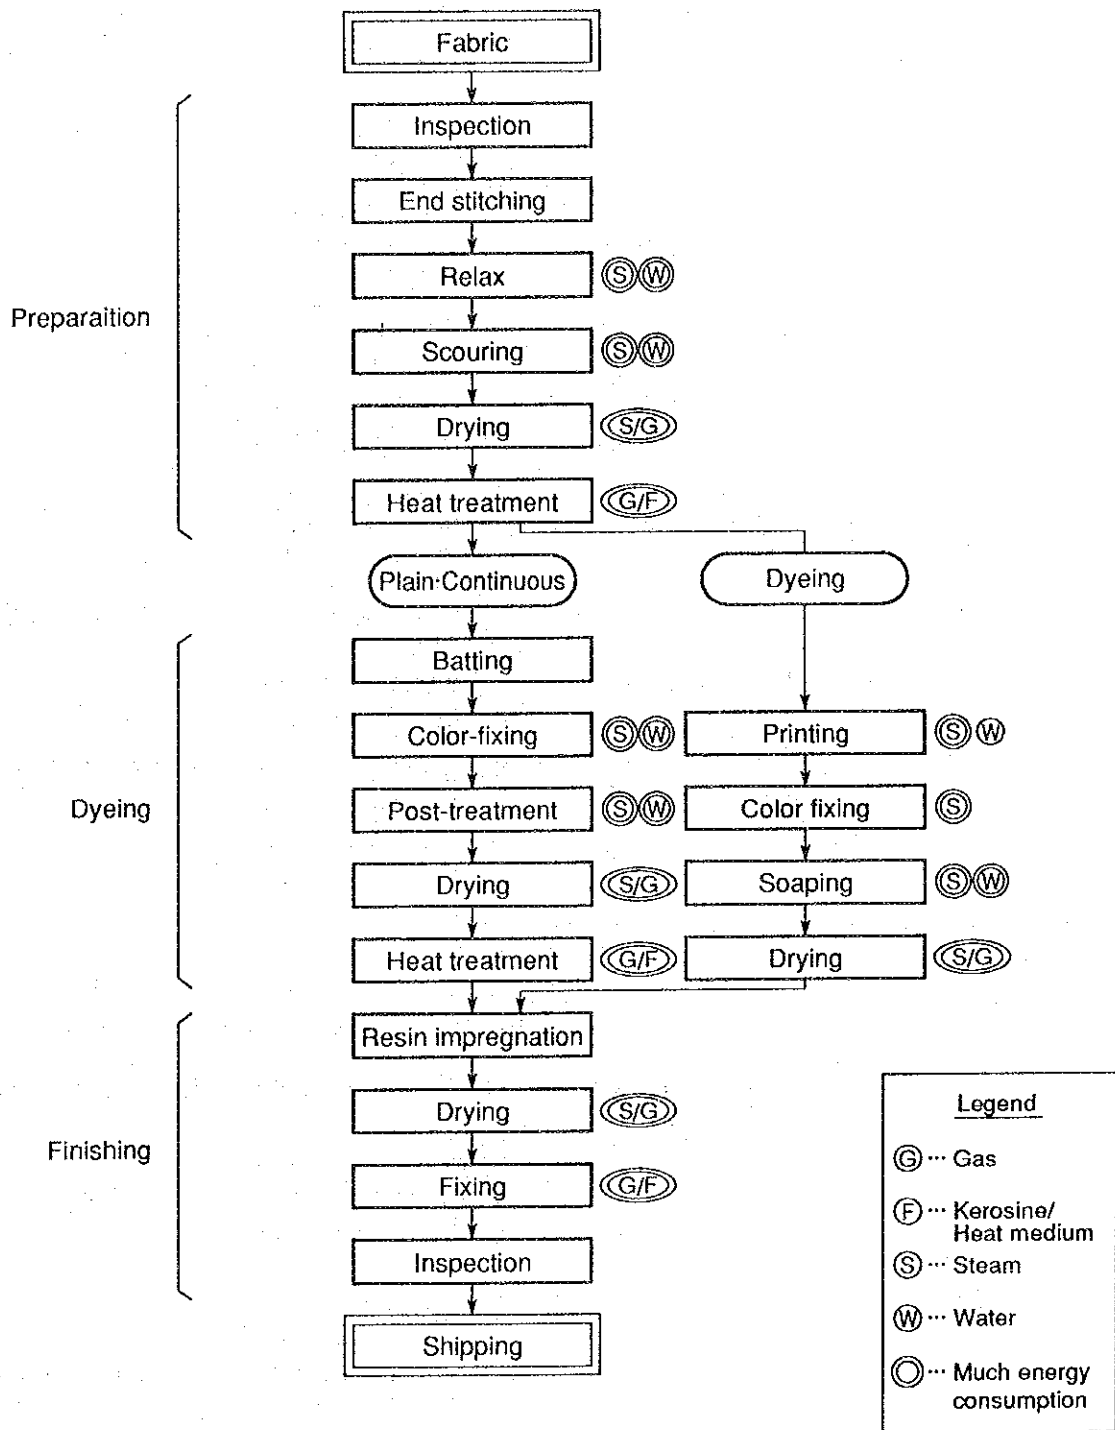 Fabric
Inspection
End stitching
Relax
S W
Preparaition
Scouring
S W
Drying
S/G
Heat treatment
G/F
Plain·Continuous
Dyeing
Batting
Color-fixing
S W
Printing
S W
Dyeing
Post-treatment
S W
Color fixing
S
Drying
S/G
Soaping
S W
Heat treatment
G/F
Drying
S/G
Resin impregnation
Drying
S/G
Finishing
Fixing
G/F
Inspection
Shipping
Legend
G ··· Gas
F ··· Kerosine/
Heat medium
S ··· Steam
W ··· Water
··· Much energy
consumption